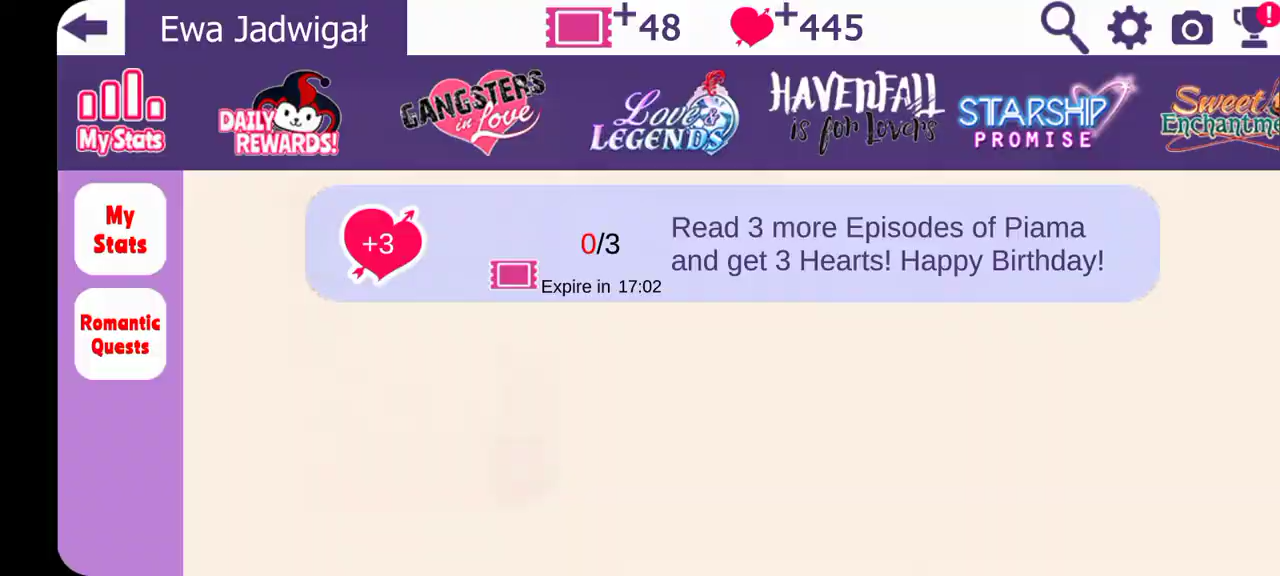 Ewa Jadwigał
+48
+445
!
My Stats
DAILY
REWARDS!
GANGSTERS
in Love
Love &
LEGENDS
HAVENFALL
is for Lovers
STARSHIP
PROMISE
Sweet
My
Stats
Romantic
Quests
+3
0/3
Expire in 17:02
Read 3 more Episodes of Piama
and get 3 Hearts! Happy Birthday!